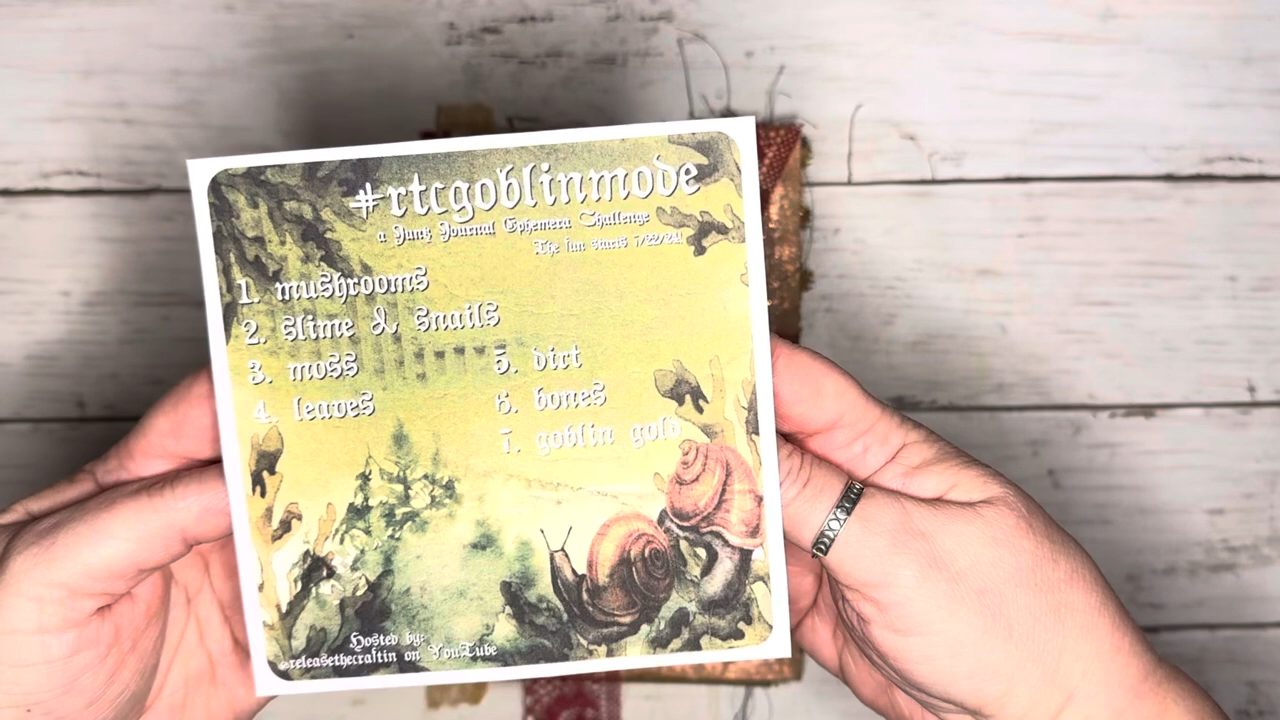 #rtcgoblinmode
a Junk Journal Ephemera Challenge
The fun starts 7/22/24!
1. mushrooms
2. slime & snails
3. moss
4. leaves
5. dirt
6. bones
7. goblin gold
Hosted by:
@releasethecraftin on YouTube